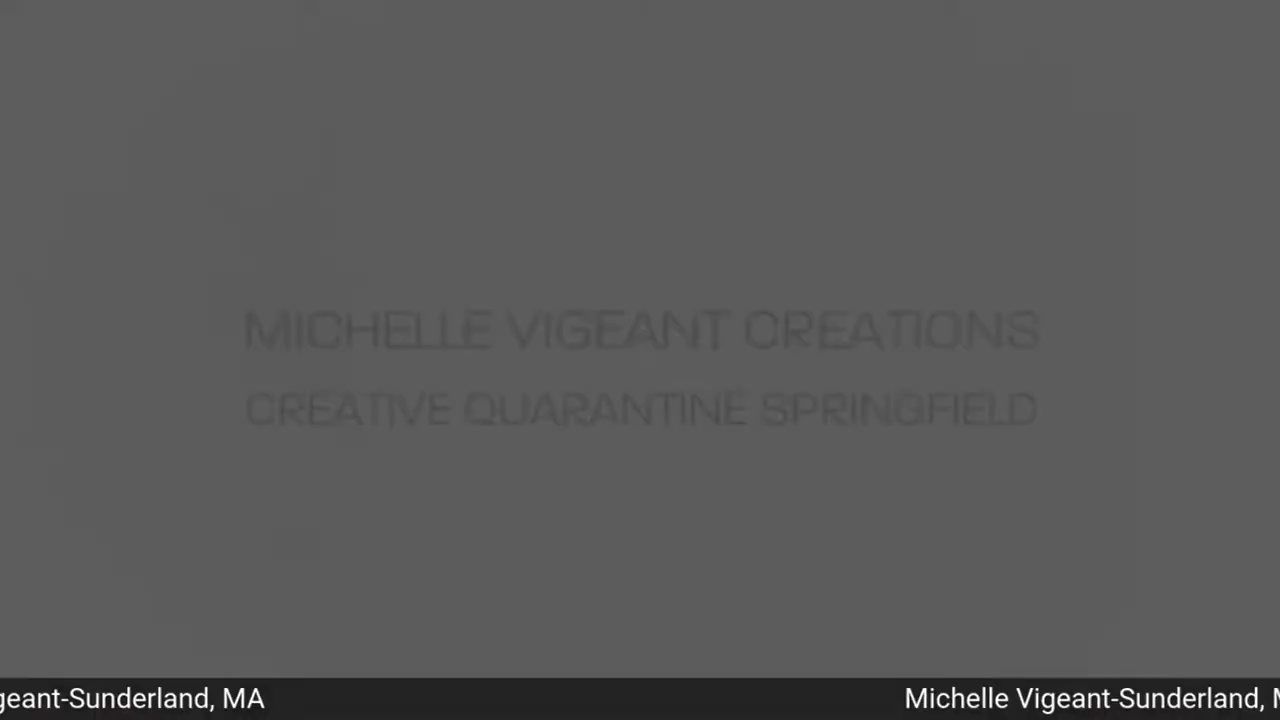 MICHELLE VIGEANT CREATIONS
CREATIVE QUARANTINE SPRINGFIELD
geant-Sunderland, MA
Michelle Vigeant-Sunderland, M